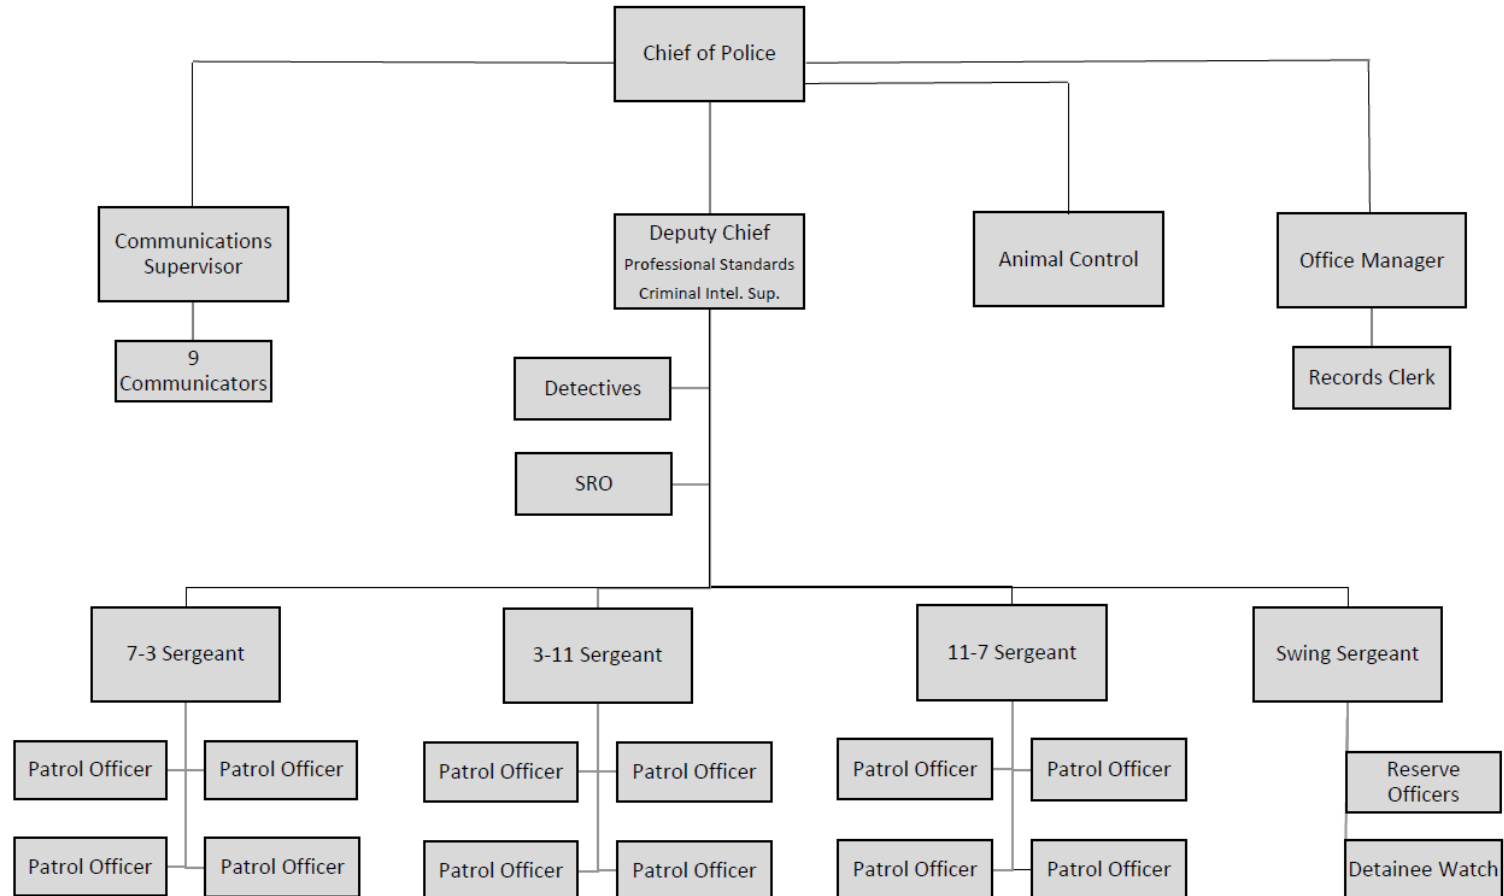 Chief of Police
Communications
Supervisor
Deputy Chief
Professional Standards
Criminal Intel. Sup.
Animal Control
Office Manager
9
Communicators
Records Clerk
Detectives
SRO
7-3 Sergeant
3-11 Sergeant
11-7 Sergeant
Swing Sergeant
Patrol Officer
Patrol Officer
Patrol Officer
Patrol Officer
Patrol Officer
Patrol Officer
Reserve
Officers
Patrol Officer
Patrol Officer
Patrol Officer
Patrol Officer
Patrol Officer
Patrol Officer
Detainee Watch